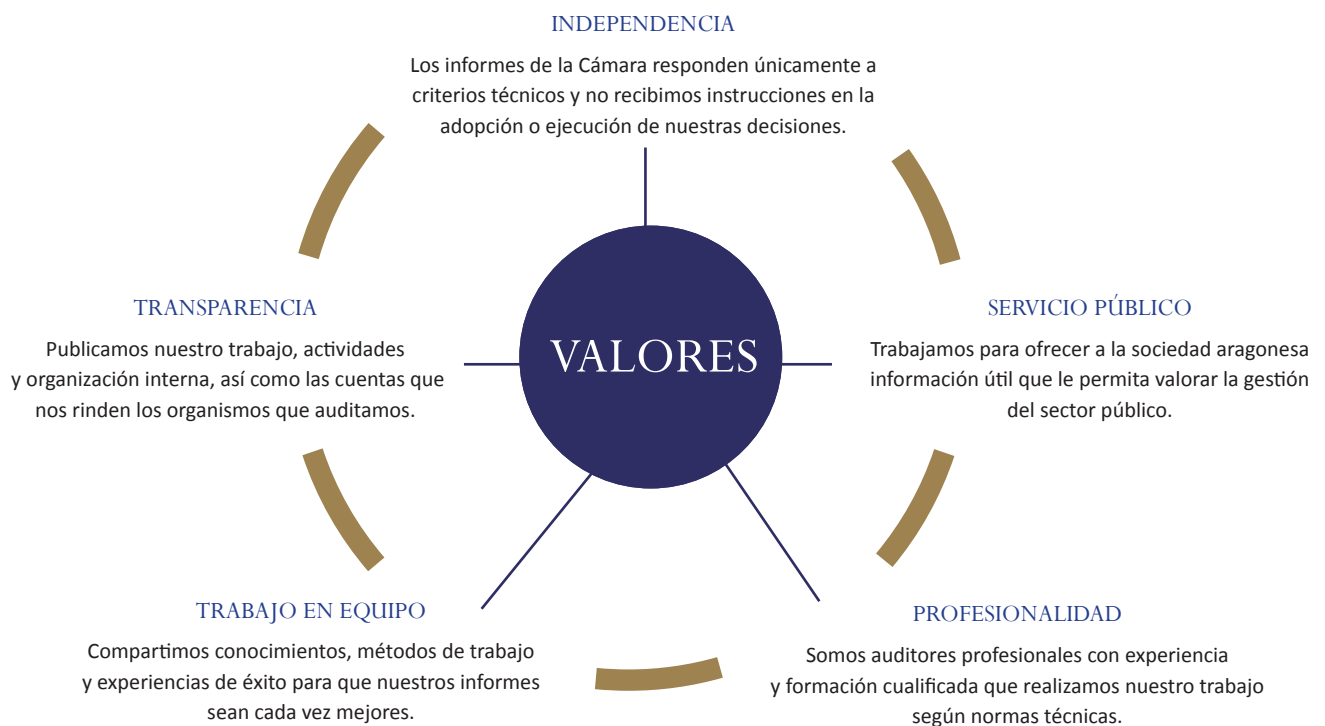 INDEPENDENCIA
Los informes de la Cámara responden únicamente a
criterios técnicos y no recibimos instrucciones en la
adopción o ejecución de nuestras decisiones.
TRANSPARENCIA
Publicamos nuestro trabajo, actividades
y organización interna, así como las cuentas que
nos rinden los organismos que auditamos.
VALORES
SERVICIO PÚBLICO
Trabajamos para ofrecer a la sociedad aragonesa
información útil que le permita valorar la gestión
del sector público.
TRABAJO EN EQUIPO
Compartimos conocimientos, métodos de trabajo
y experiencias de éxito para que nuestros informes
sean cada vez mejores.
PROFESIONALIDAD
Somos auditores profesionales con experiencia
y formación cualificada que realizamos nuestro trabajo
según normas técnicas.